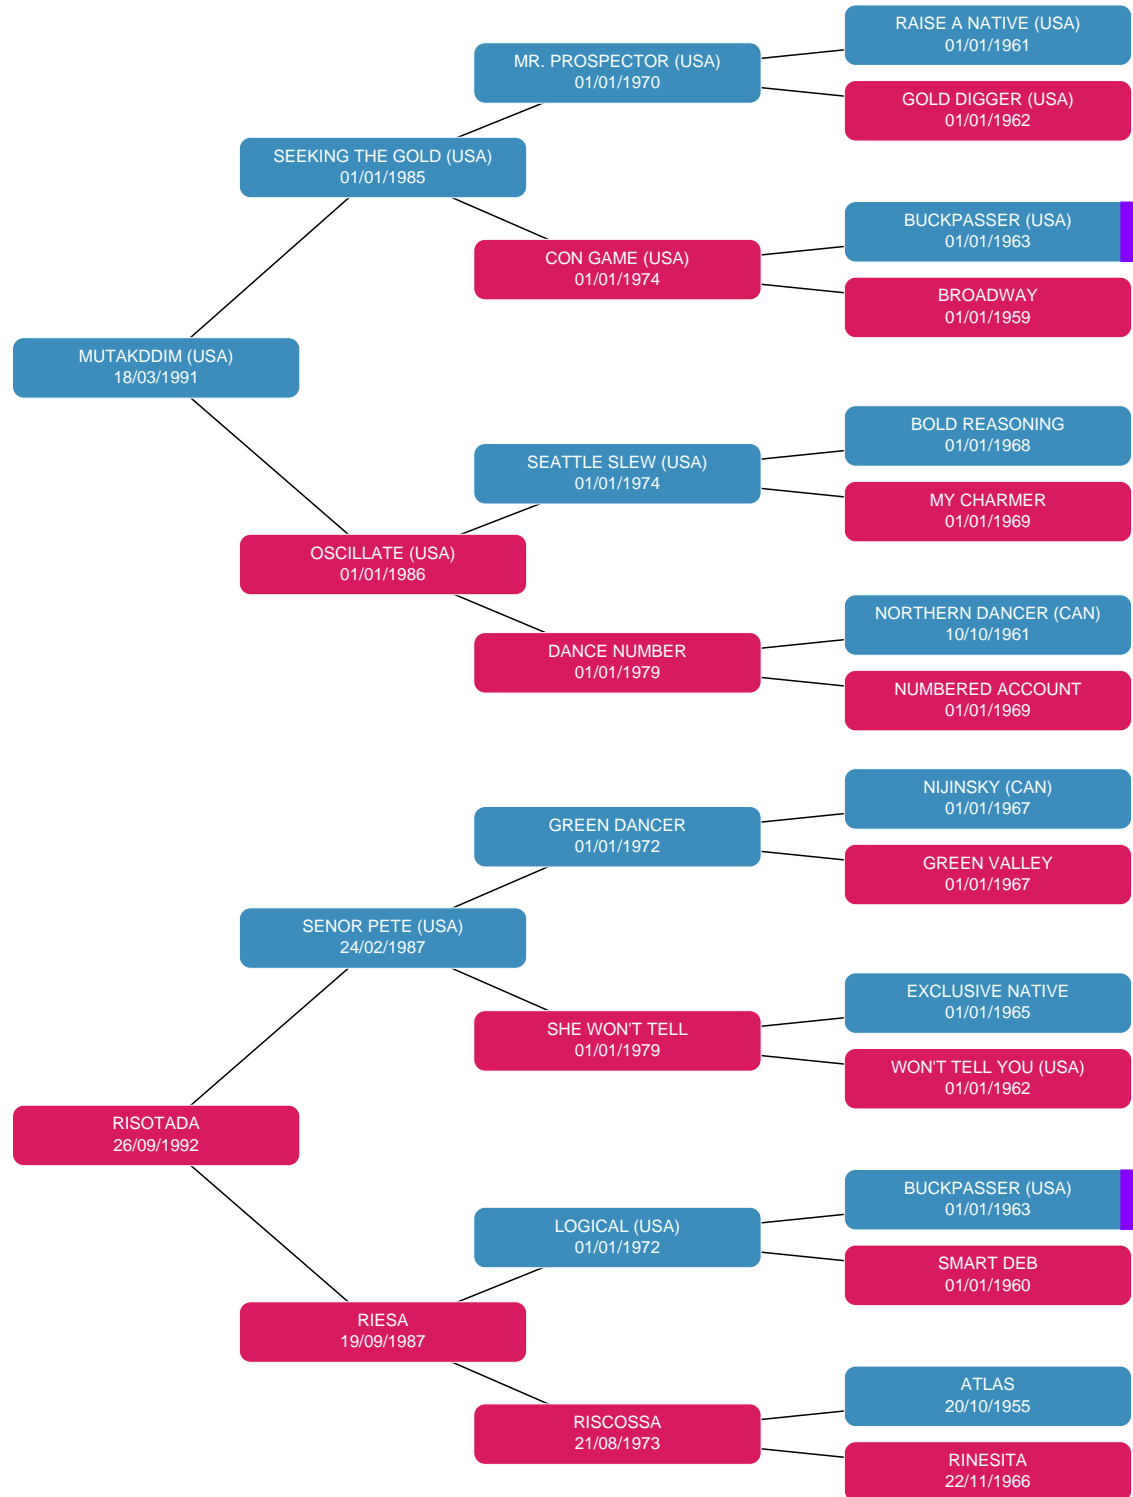 RAISE A NATIVE (USA)
01/01/1961
MR. PROSPECTOR (USA)
01/01/1970
GOLD DIGGER (USA)
01/01/1962
SEEKING THE GOLD (USA)
01/01/1985
BUCKPASSER (USA)
01/01/1963
CON GAME (USA)
01/01/1974
BROADWAY
01/01/1959
MUTAKDDIM (USA)
18/03/1991
BOLD REASONING
01/01/1968
SEATTLE SLEW (USA)
01/01/1974
MY CHARMER
01/01/1969
OSCILLATE (USA)
01/01/1986
NORTHERN DANCER (CAN)
10/10/1961
DANCE NUMBER
01/01/1979
NUMBERED ACCOUNT
01/01/1969
NIJINSKY (CAN)
01/01/1967
GREEN DANCER
01/01/1972
GREEN VALLEY
01/01/1967
SENOR PETE (USA)
24/02/1987
EXCLUSIVE NATIVE
01/01/1965
SHE WON'T TELL
01/01/1979
WON'T TELL YOU (USA)
01/01/1962
RISOTADA
26/09/1992
BUCKPASSER (USA)
01/01/1963
LOGICAL (USA)
01/01/1972
SMART DEB
01/01/1960
RIESA
19/09/1987
ATLAS
20/10/1955
RISCOSSA
21/08/1973
RINESITA
22/11/1966